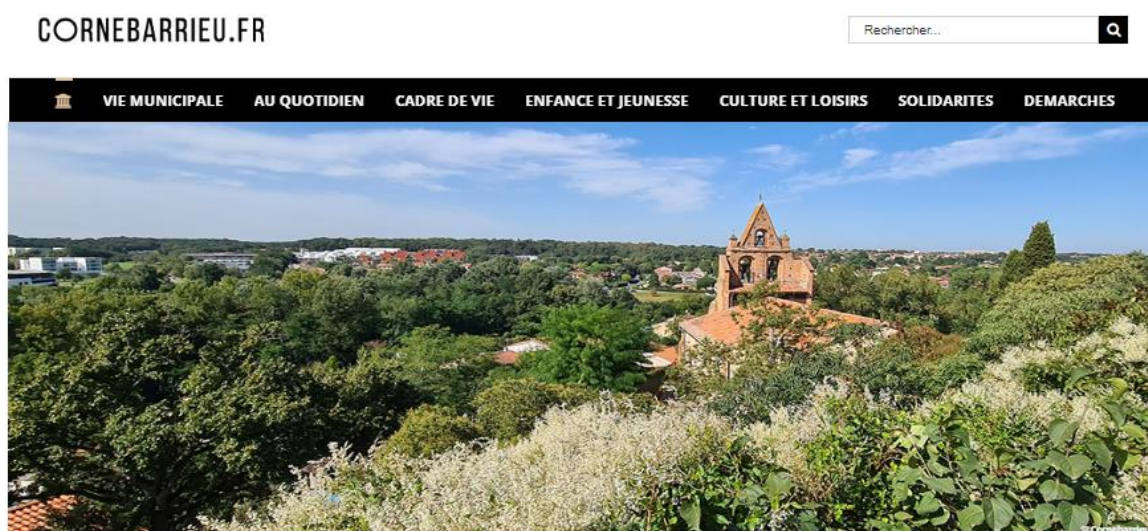 CORNEBARRIEU.FR
Rechercher...
VIE MUNICIPALE AU QUOTIDIEN CADRE DE VIE ENFANCE ET JEUNESSE CULTURE ET LOISIRS SOLIDARITES DEMARCHES